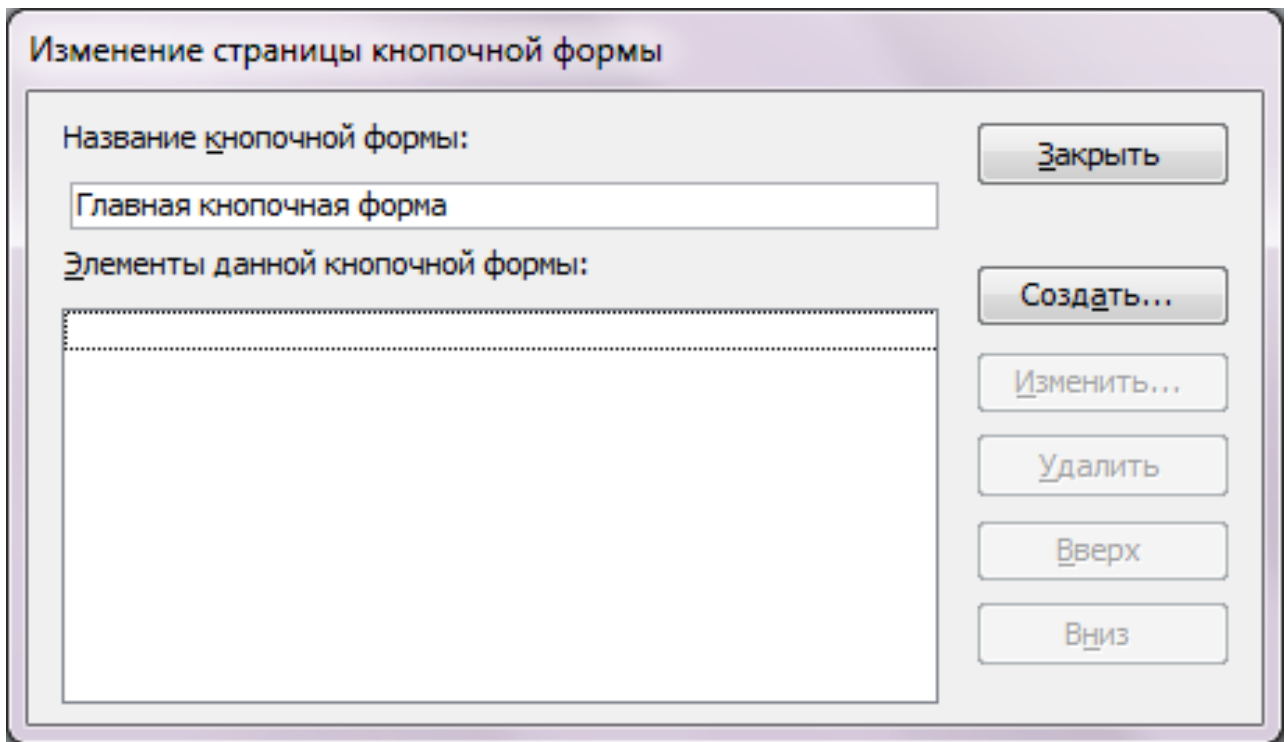 Изменение страницы кнопочной формы
Название кнопочной формы:
Закрыть
Главная кнопочная форма
Элементы данной кнопочной формы:
Создать...
Изменить...
Удалить
Вверх
Вниз